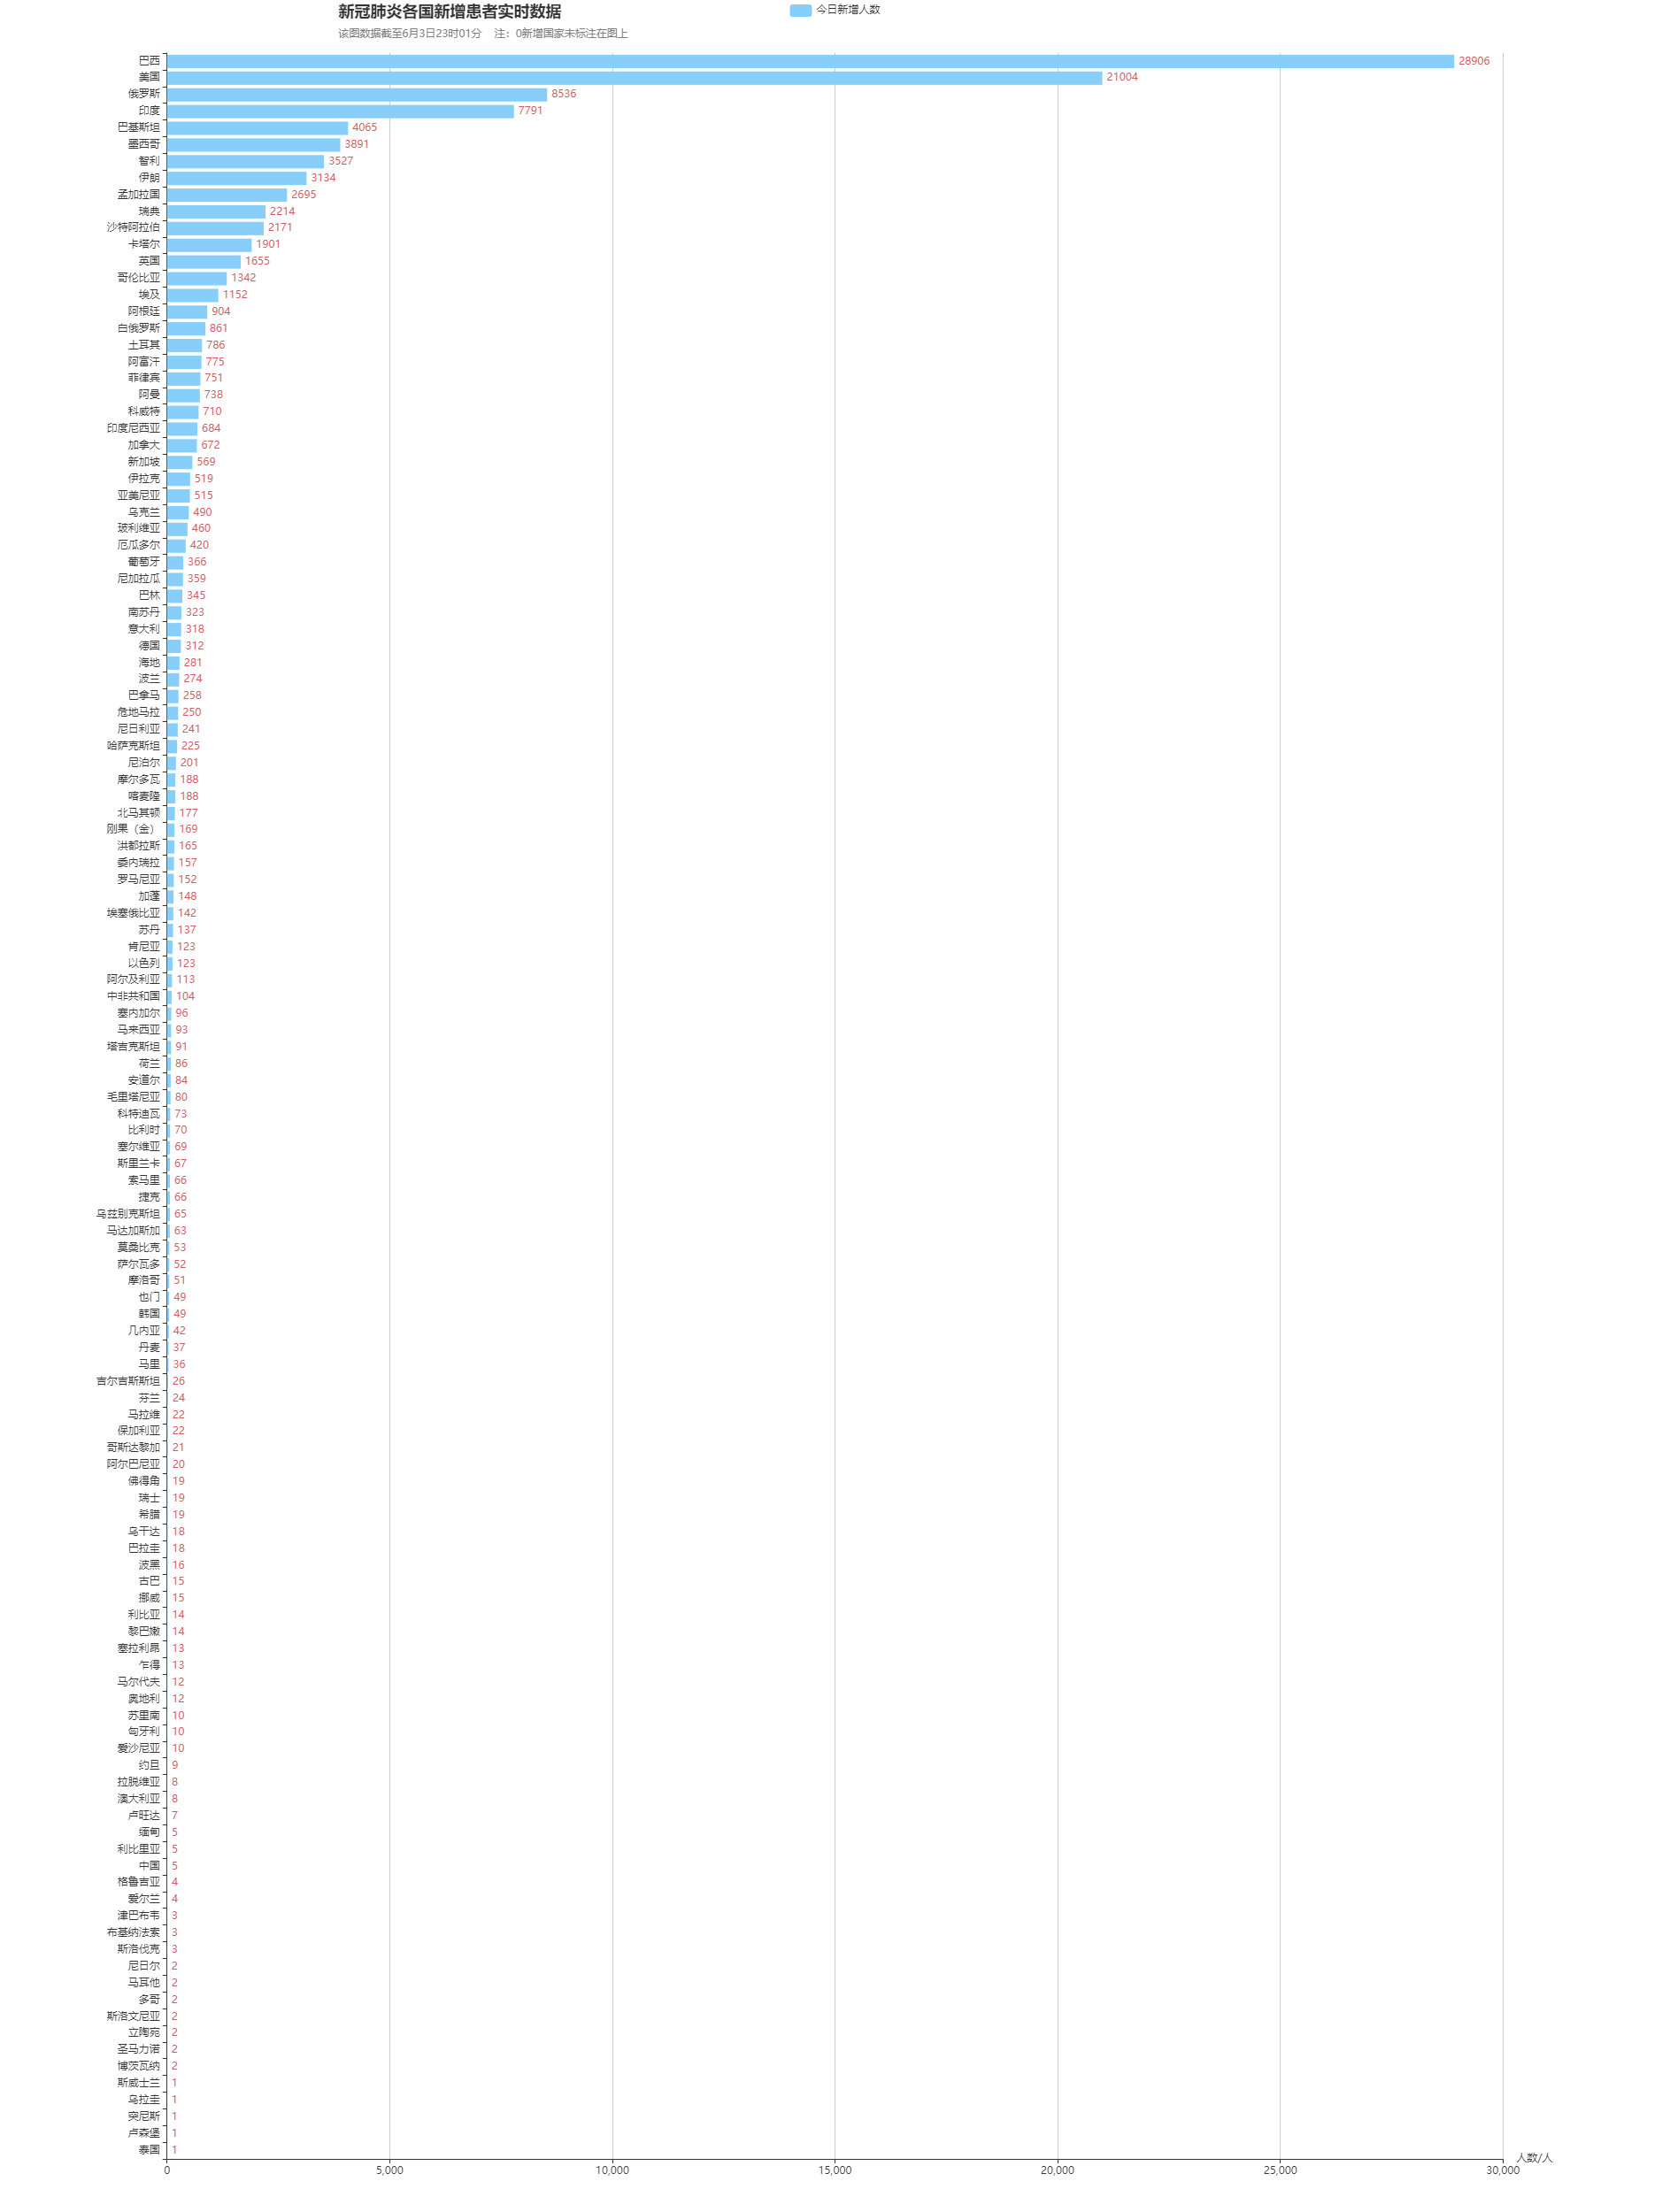 新冠肺炎各国新增患者实时数据
今日新增人数
该图数据截至6月3日23时01分 注：0新增国家未标注在图上
巴西 28906
美国 21004
俄罗斯 8536
印度 7791
巴基斯坦 4065
墨西哥 3891
智利 3527
伊朗 3134
孟加拉国 2695
瑞典 2214
沙特阿拉伯 2171
卡塔尔 1901
英国 1655
哥伦比亚 1342
埃及 1152
阿根廷 904
白俄罗斯 861
土耳其 786
阿富汗 775
菲律宾 751
阿曼 738
科威特 710
印度尼西亚 684
加拿大 672
新加坡 569
伊拉克 519
亚美尼亚 515
乌克兰 490
玻利维亚 460
厄瓜多尔 420
葡萄牙 366
尼加拉瓜 359
巴林 345
南苏丹 323
意大利 318
德国 312
海地 281
波兰 274
巴拿马 258
危地马拉 250
尼日利亚 241
哈萨克斯坦 225
尼泊尔 201
摩尔多瓦 188
喀麦隆 188
北马其顿 177
刚果（金） 169
洪都拉斯 165
委内瑞拉 157
罗马尼亚 152
加蓬 148
埃塞俄比亚 142
苏丹 137
肯尼亚 123
以色列 123
阿尔及利亚 113
中非共和国 104
塞内加尔 96
马来西亚 93
塔吉克斯坦 91
荷兰 86
安道尔 84
毛里塔尼亚 80
科特迪瓦 73
比利时 70
塞尔维亚 69
斯里兰卡 67
索马里 66
捷克 66
乌兹别克斯坦 65
马达加斯加 63
莫桑比克 53
萨尔瓦多 52
摩洛哥 51
也门 49
韩国 49
几内亚 42
丹麦 37
马里 36
吉尔吉斯斯坦 26
芬兰 24
马拉维 22
保加利亚 22
哥斯达黎加 21
阿尔巴尼亚 20
佛得角 19
瑞士 19
希腊 19
乌干达 18
巴拉圭 18
波黑 16
古巴 15
挪威 15
利比亚 14
黎巴嫩 14
塞拉利昂 13
乍得 13
马尔代夫 12
奥地利 12
苏里南 10
匈牙利 10
爱沙尼亚 10
约旦 9
拉脱维亚 8
澳大利亚 8
卢旺达 7
缅甸 5
利比里亚 5
中国 5
格鲁吉亚 4
爱尔兰 4
津巴布韦 3
布基纳法索 3
斯洛伐克 3
尼日尔 2
马耳他 2
多哥 2
斯洛文尼亚 2
立陶宛 2
圣马力诺 2
博茨瓦纳 2
斯威士兰 1
乌拉圭 1
突尼斯 1
卢森堡 1
泰国 1
人数/人
0 5,000 10,000 15,000 20,000 25,000 30,000